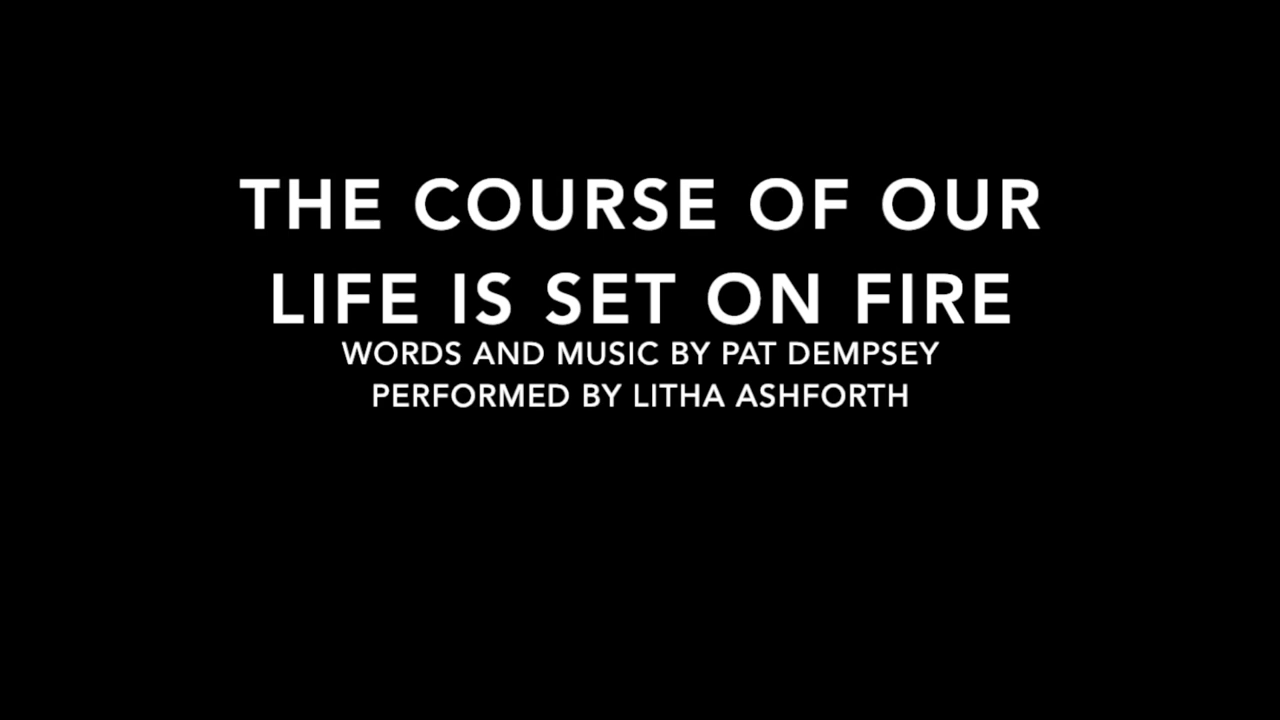 THE COURSE OF OUR
LIFE IS SET ON FIRE
WORDS AND MUSIC BY PAT DEMPSEY
PERFORMED BY LITHA ASHFORTH